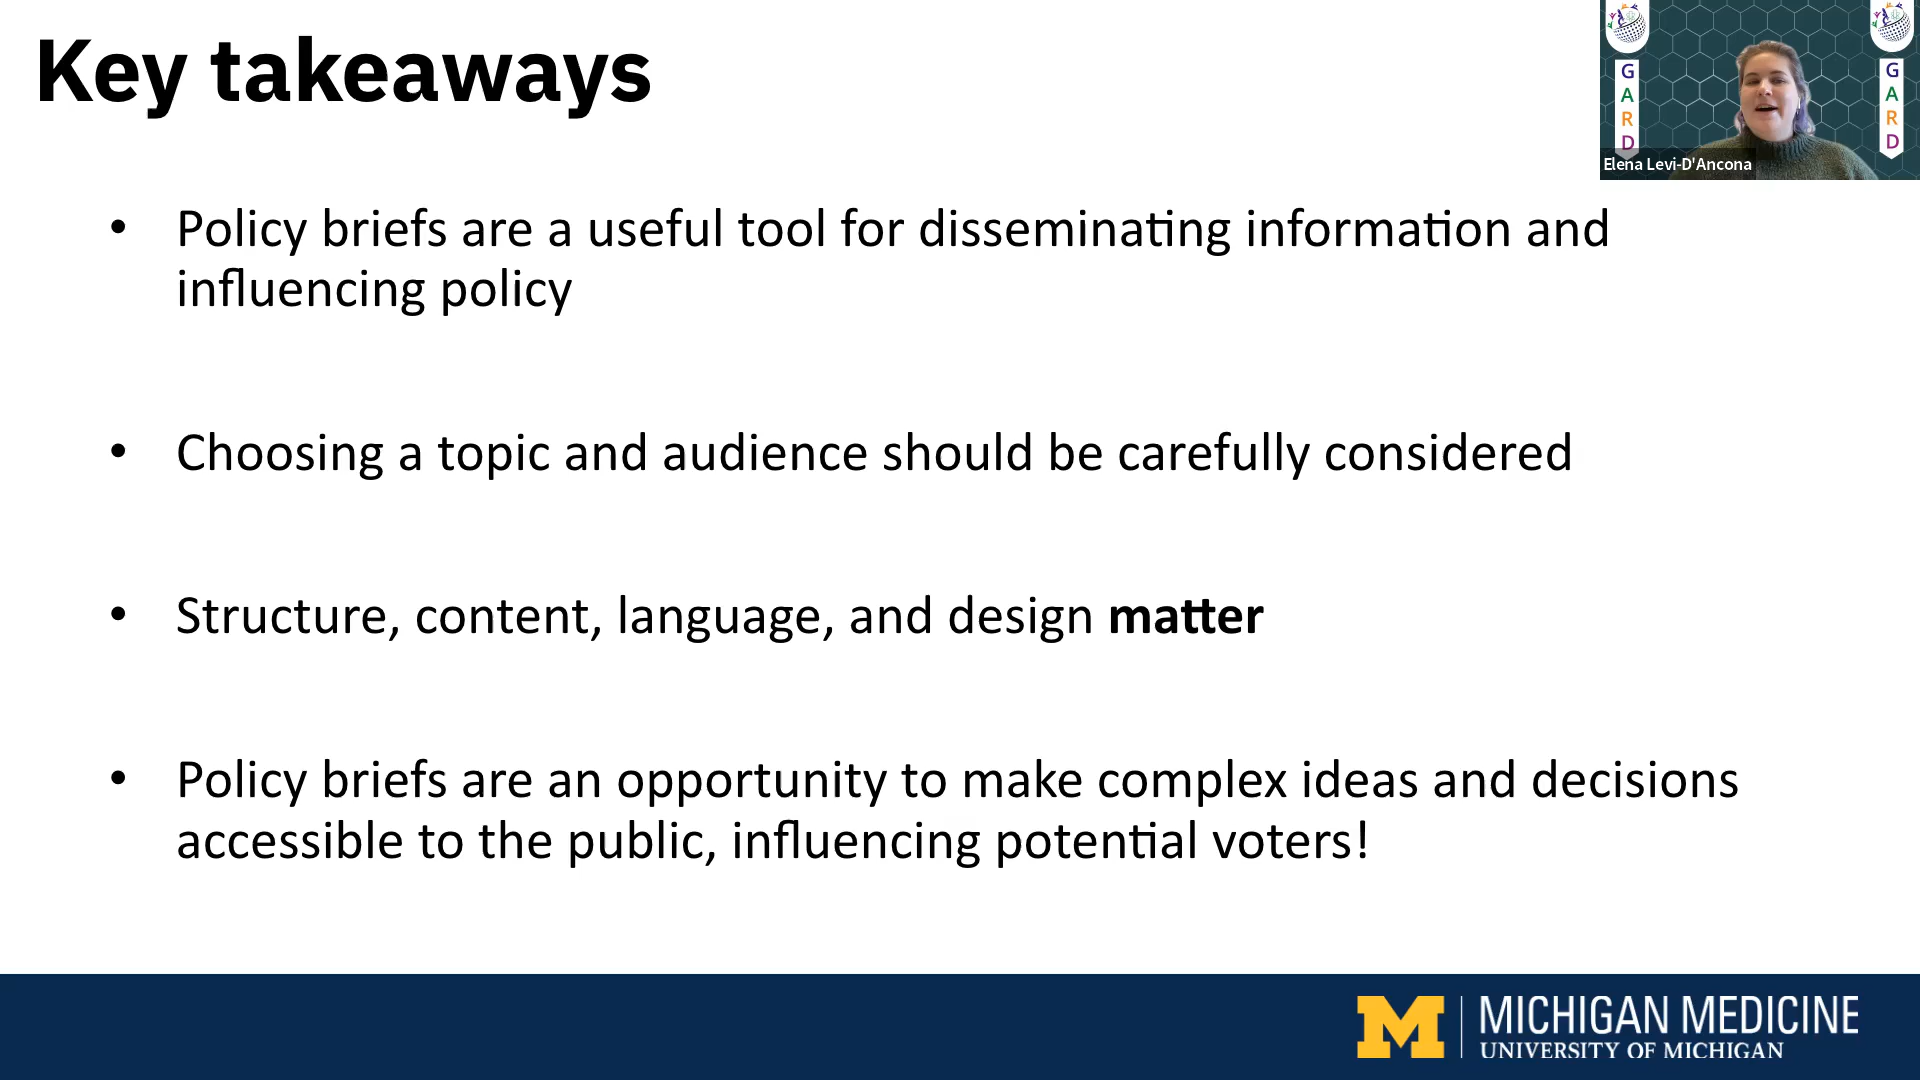 Key takeaways
G
A
R
D
G
A
R
D
Elena Levi-D'Ancona
• Policy briefs are a useful tool for disseminating information and
influencing policy
• Choosing a topic and audience should be carefully considered
• Structure, content, language, and design matter
• Policy briefs are an opportunity to make complex ideas and decisions
accessible to the public, influencing potential voters!
M
MICHIGAN MEDICINE
UNIVERSITY OF MICHIGAN